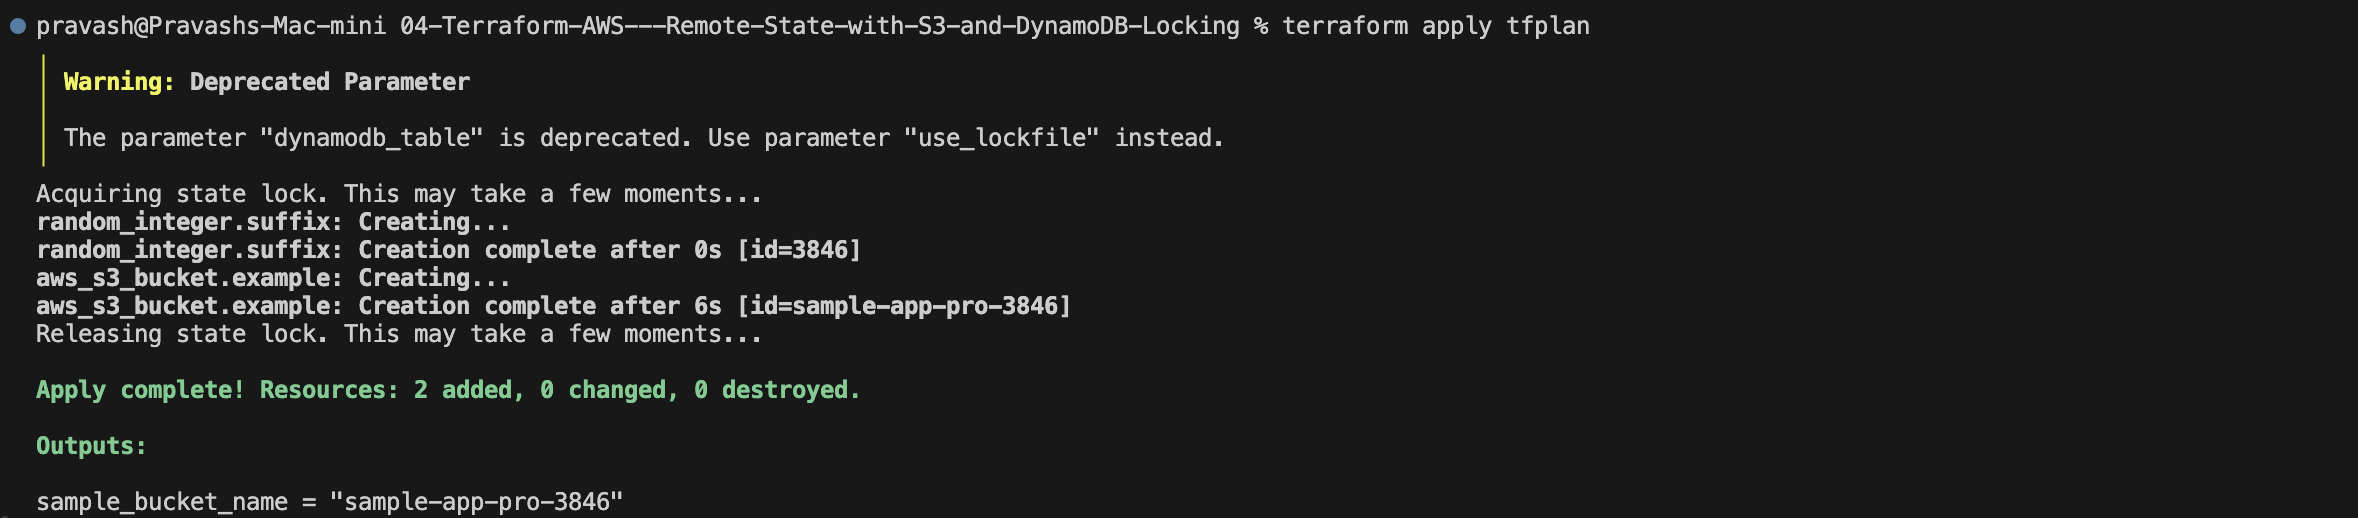 pravash@Pravashs-Mac-mini 04-Terraform-AWS---Remote-State-with-S3-and-DynamoDB-Locking % terraform apply tfplan
Warning: Deprecated Parameter
The parameter "dynamodb_table" is deprecated. Use parameter "use_lockfile" instead.
Acquiring state lock. This may take a few moments...
random_integer.suffix: Creating...
random_integer.suffix: Creation complete after 0s [id=3846]
aws_s3_bucket.example: Creating...
aws_s3_bucket.example: Creation complete after 6s [id=sample-app-pro-3846]
Releasing state lock. This may take a few moments...
Apply complete! Resources: 2 added, 0 changed, 0 destroyed.
Outputs:
sample_bucket_name = "sample-app-pro-3846"